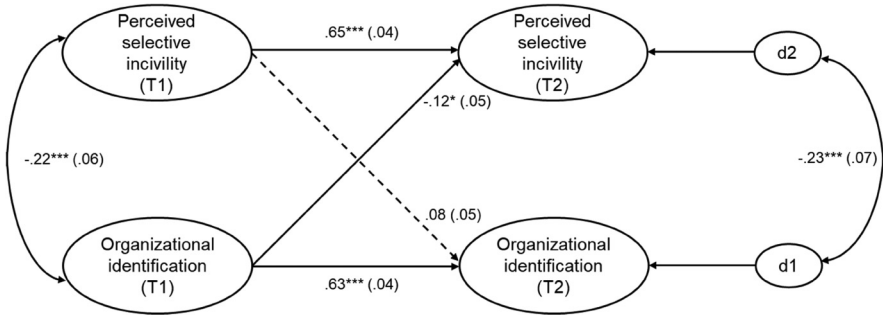 Perceived
selective
incivility
(T1)
.65*** (.04)
Perceived
selective
incivility
(T2)
d2
-.12* (.05)
-.22*** (.06)
-.23*** (.07)
.08 (.05)
Organizational
identification
(T1)
.63*** (.04)
Organizational
identification
(T2)
d1